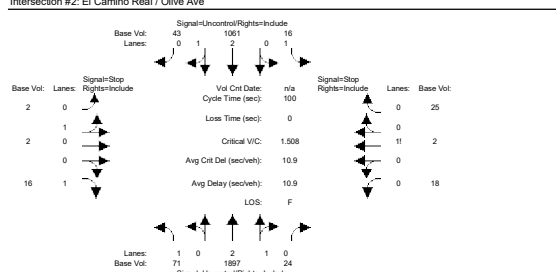 Intersection #2: El Camino Real / Olive Ave
Signal=Uncontrol/Rights=Include
Base Vol: 43 1061 16
Lanes: 0 1 2 0 1
Signal=Stop Signal=Stop
Base Vol: Lanes: Rights=Include Vol Cnt Date: n/a Rights=Include Lanes: Base Vol:
Cycle Time (sec): 100
2 0 0 25
Loss Time (sec): 0
1 0
2 0 Critical V/C: 1.508 1! 2
0 Avg Crit Del (sec/veh): 10.9 0
16 1 Avg Delay (sec/veh): 10.9 0 18
LOS: F
Lanes: 1 0 2 1 0
Base Vol: 71 1897 24
Signal=Uncontrol/Rights=Include